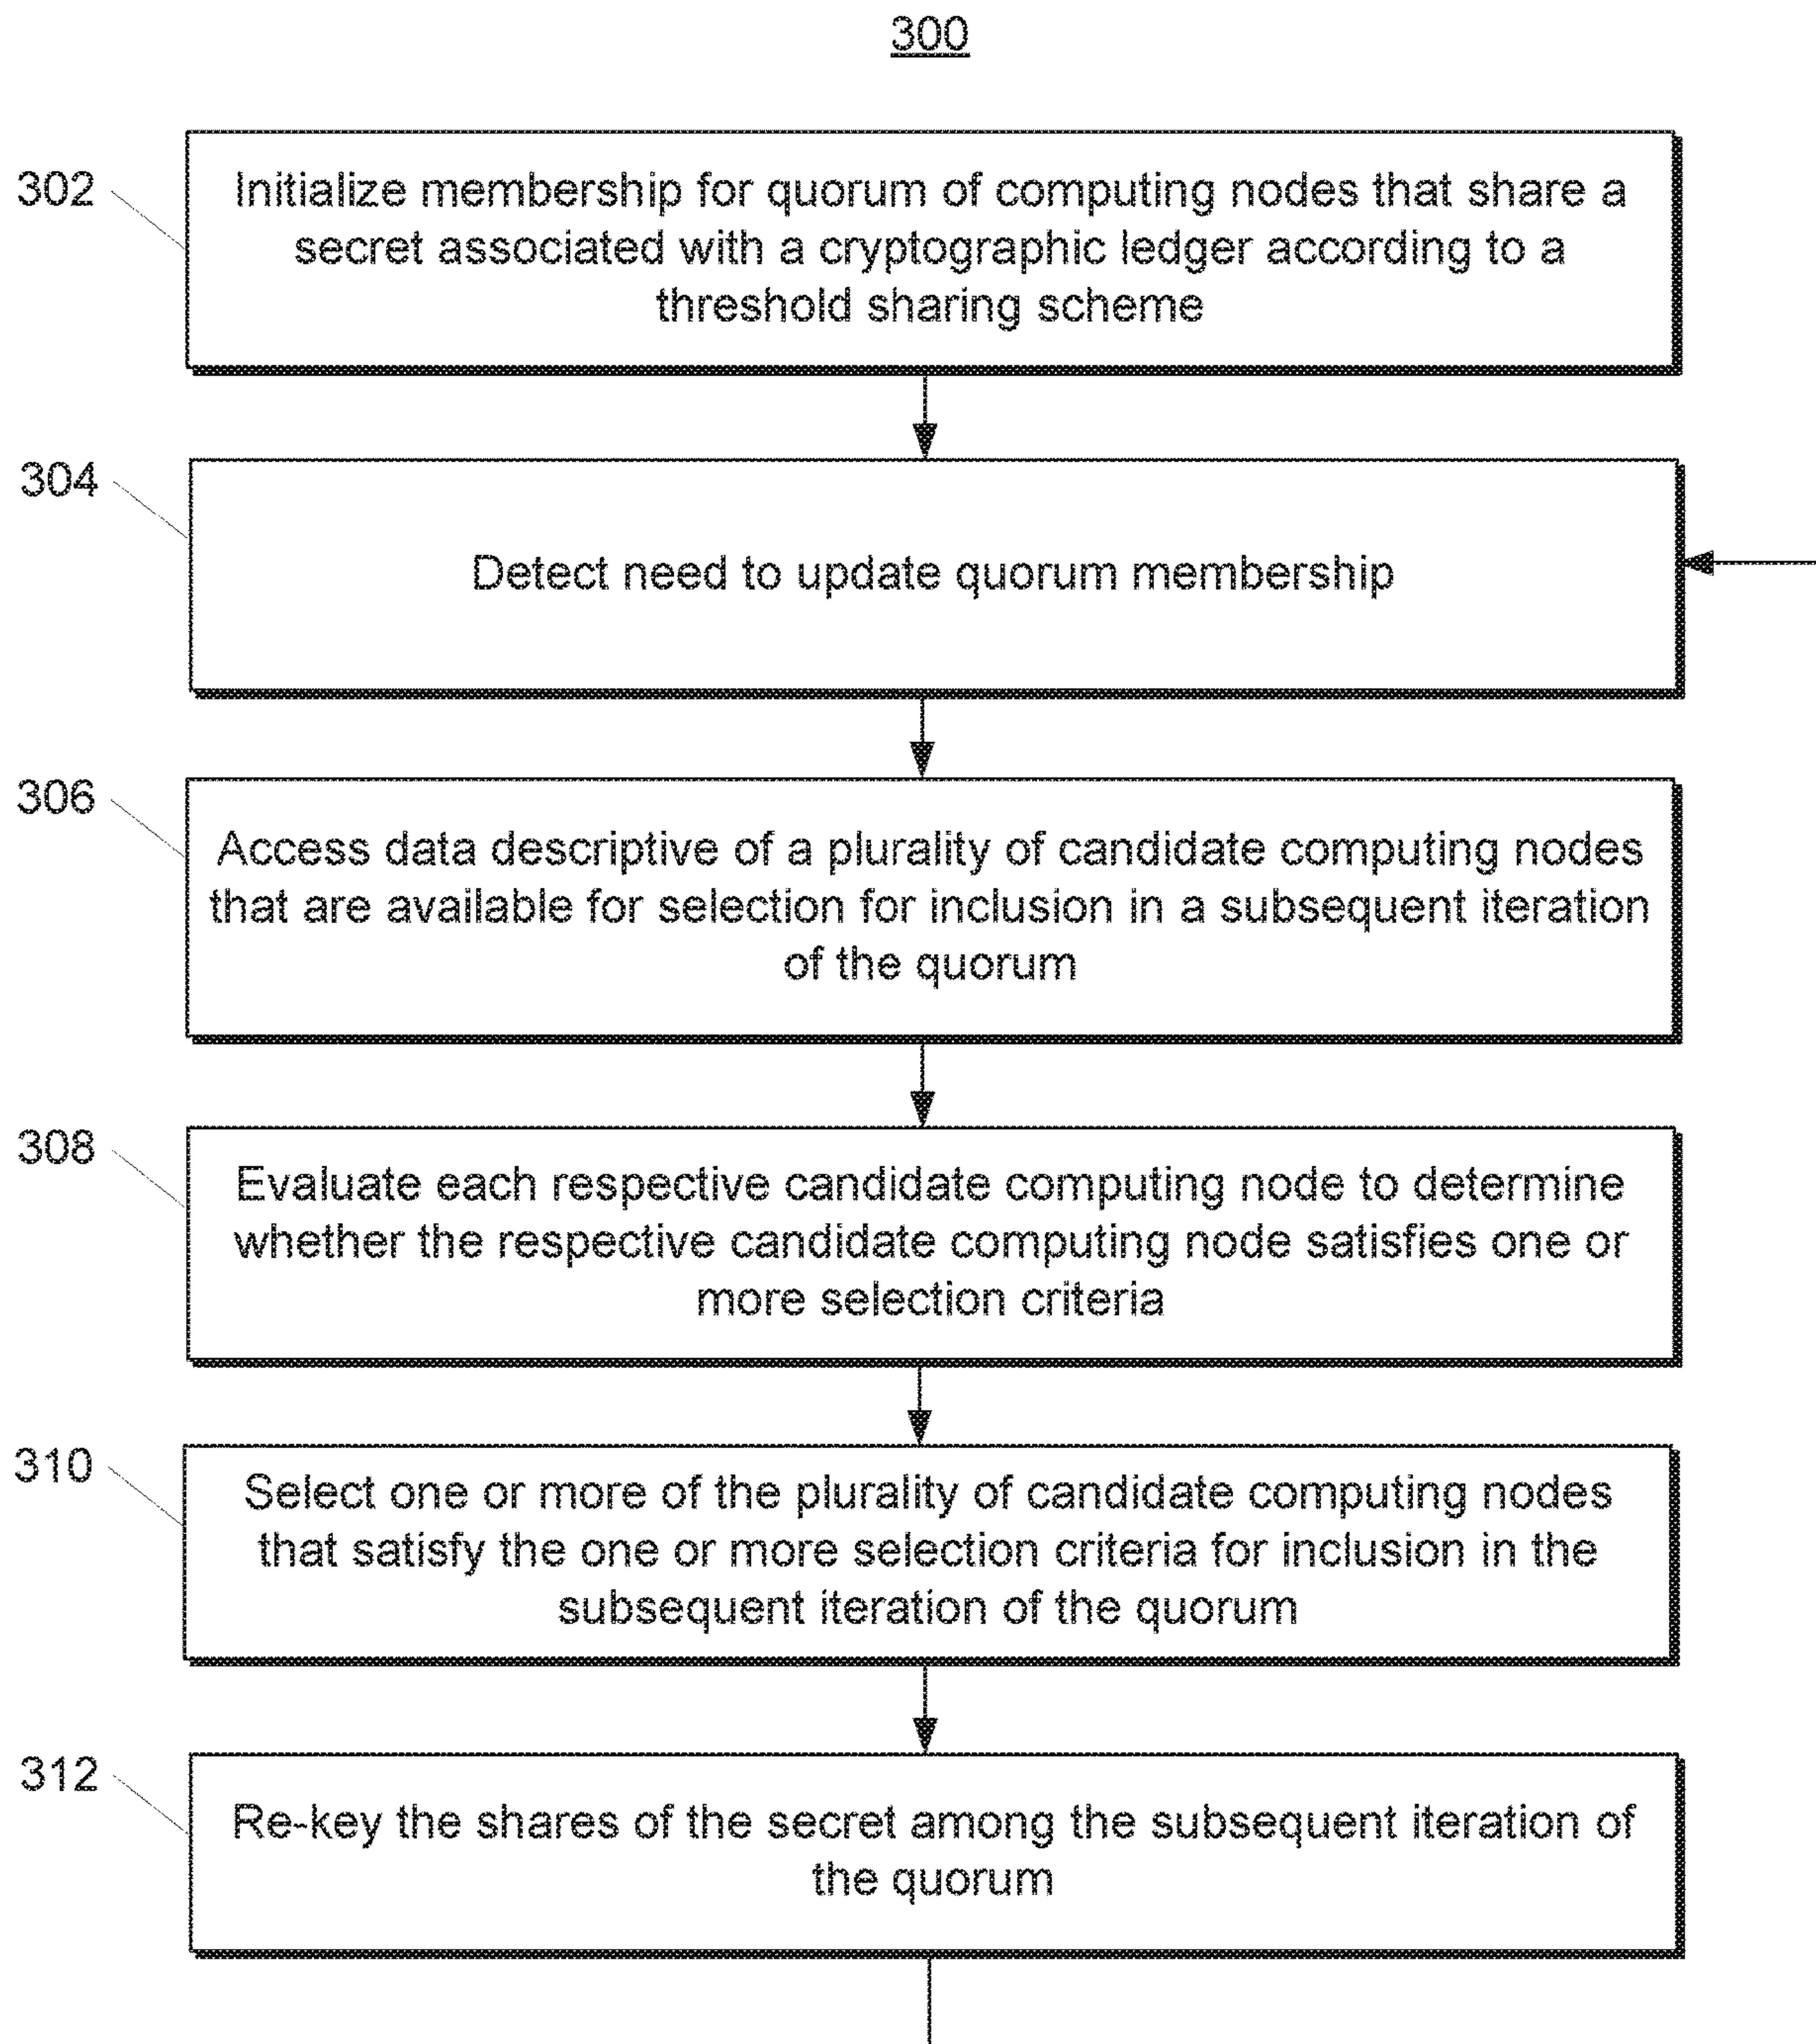 300
302
Initialize membership for quorum of computing nodes that share a
secret associated with a cryptographic ledger according to a
threshold sharing scheme
304
Detect need to update quorum membership
306
Access data descriptive of a plurality of candidate computing nodes
that are available for selection for inclusion in a subsequent iteration
of the quorum
308
Evaluate each respective candidate computing node to determine
whether the respective candidate computing node satisfies one or
more selection criteria
310
Select one or more of the plurality of candidate computing nodes
that satisfy the one or more selection criteria for inclusion in the
subsequent iteration of the quorum
312
Re-key the shares of the secret among the subsequent iteration of
the quorum